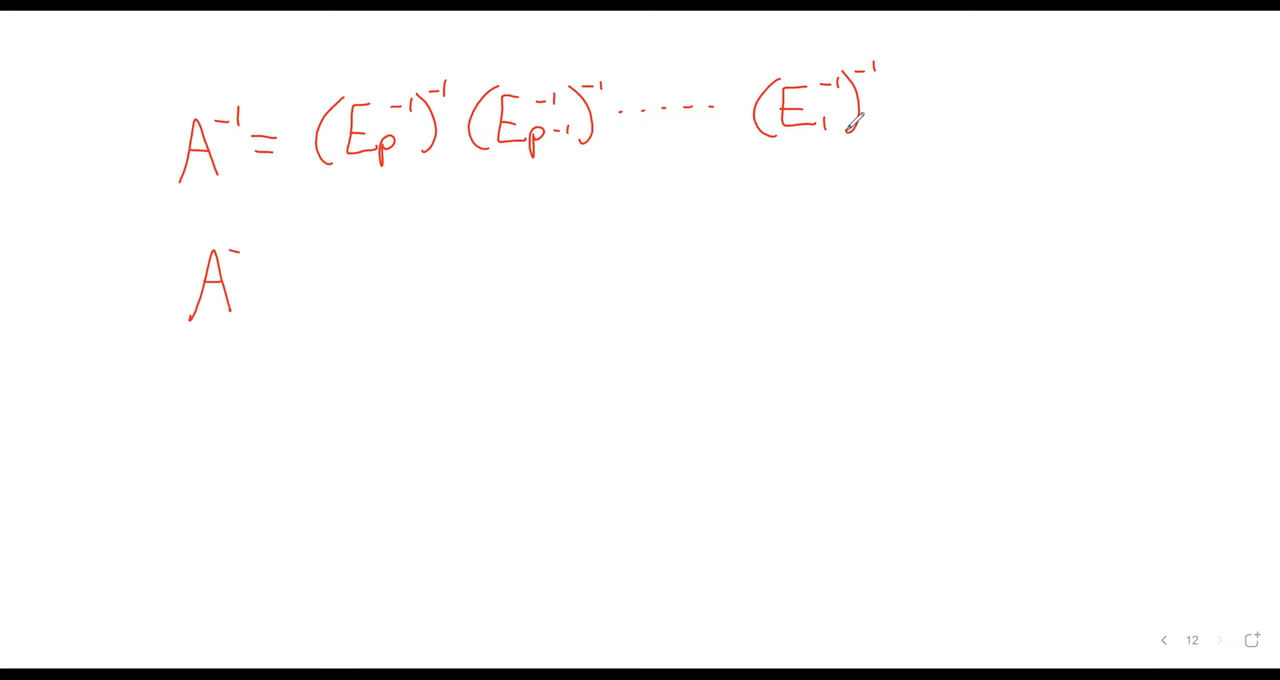 A⁻¹ = (Eₚ⁻¹)⁻¹ (Eₚ₋₁⁻¹)⁻¹ ...... (E₁⁻¹)⁻¹
A⁻
< 12 >